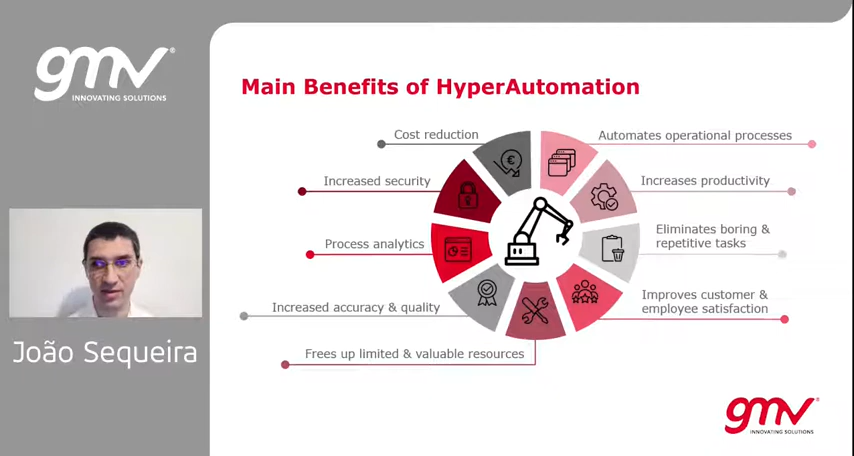 gmv®
INNOVATING SOLUTIONS
Main Benefits of HyperAutomation
Cost reduction
Automates operational processes
Increased security
Increases productivity
Process analytics
Eliminates boring &
repetitive tasks
Increased accuracy & quality
Improves customer &
employee satisfaction
Frees up limited & valuable resources
€
João Sequeira
gmv®
INNOVATING SOLUTIONS